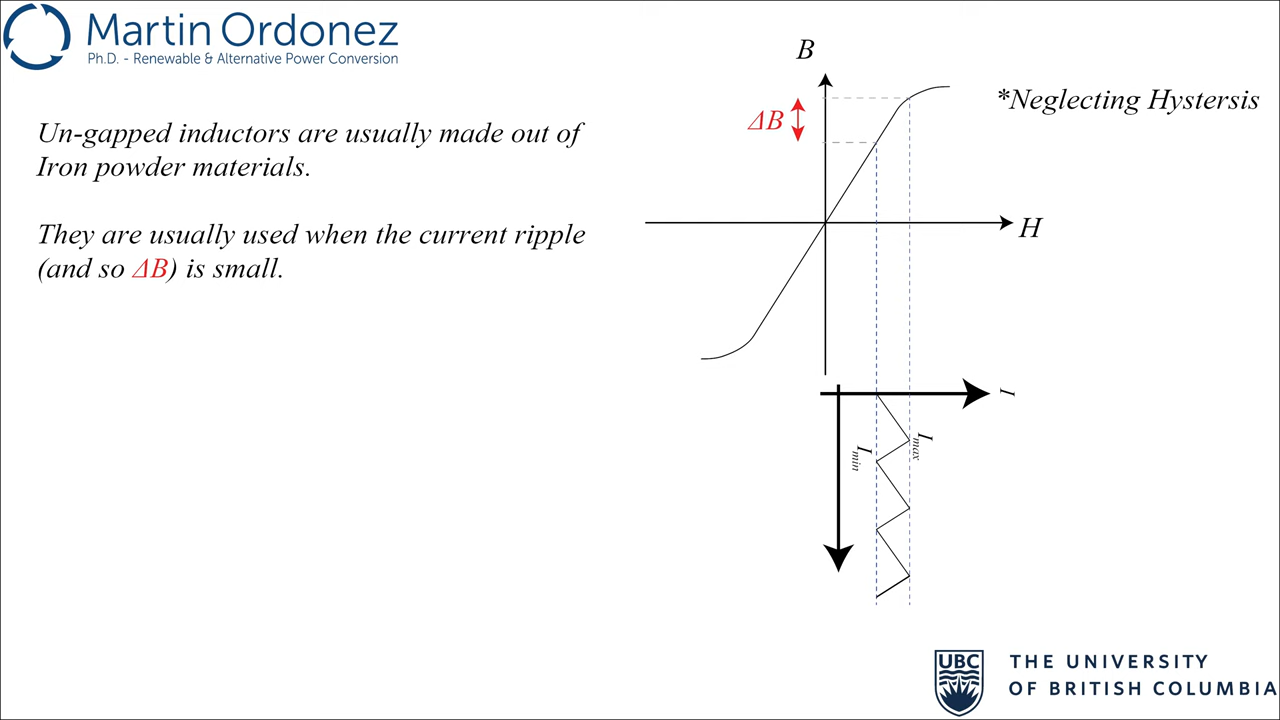 Martin Ordonez
Ph.D. - Renewable & Alternative Power Conversion
B
*Neglecting Hystersis
ΔB
Un-gapped inductors are usually made out of
Iron powder materials.
They are usually used when the current ripple
(and so ΔB) is small.
H
I
Imax
Imin
UBC
THE UNIVERSITY
OF BRITISH COLUMBIA